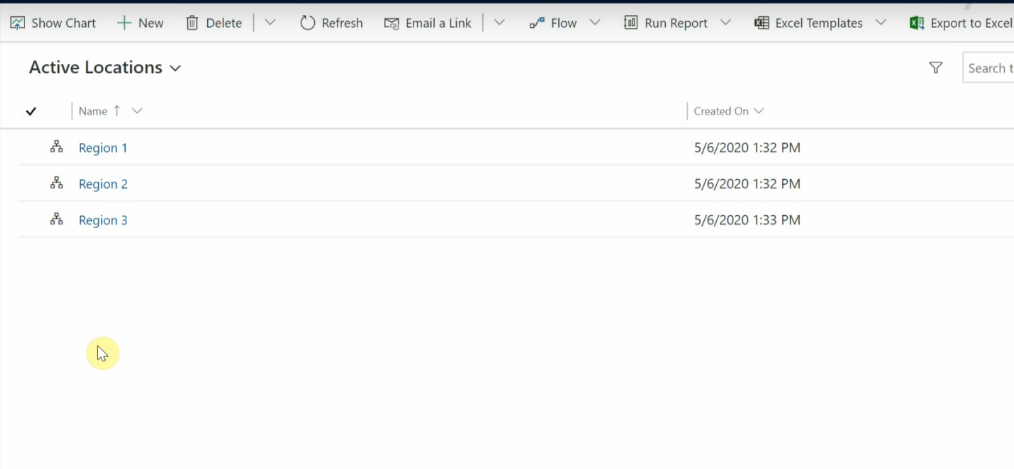 Show Chart New Delete Refresh Email a Link Flow Run Report Excel Templates Export to Excel
Active Locations
Search
Name Created On
Region 1 5/6/2020 1:32 PM
Region 2 5/6/2020 1:32 PM
Region 3 5/6/2020 1:33 PM